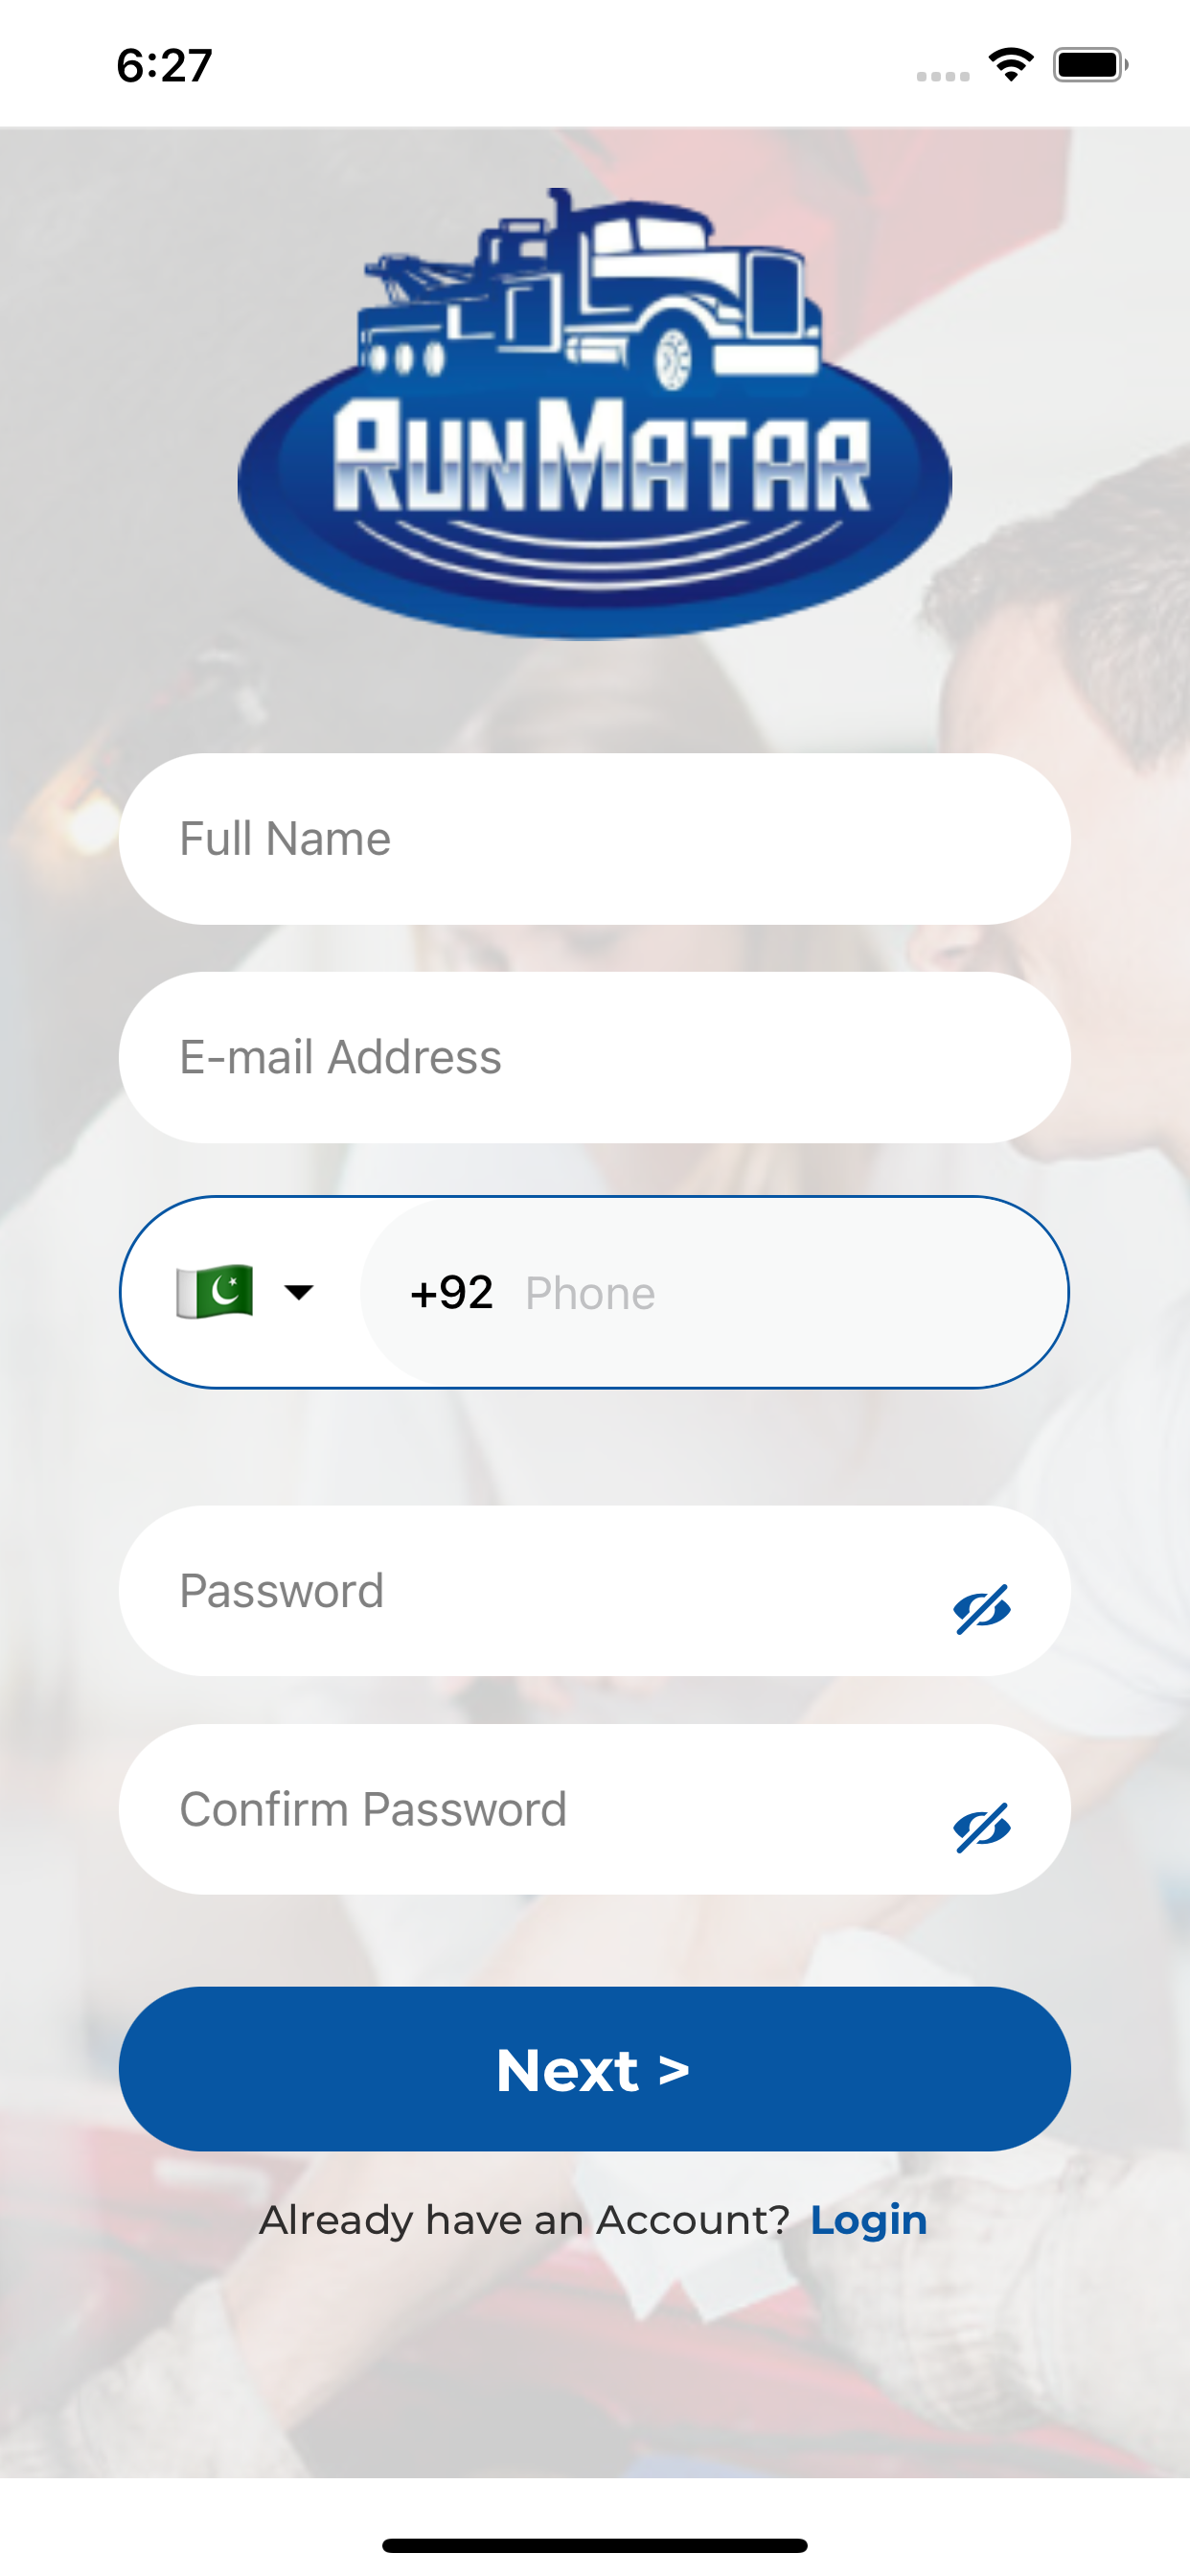 6:27
RUNMATAR
Full Name
E-mail Address
+92 Phone
Password
Confirm Password
Next >
Already have an Account? Login